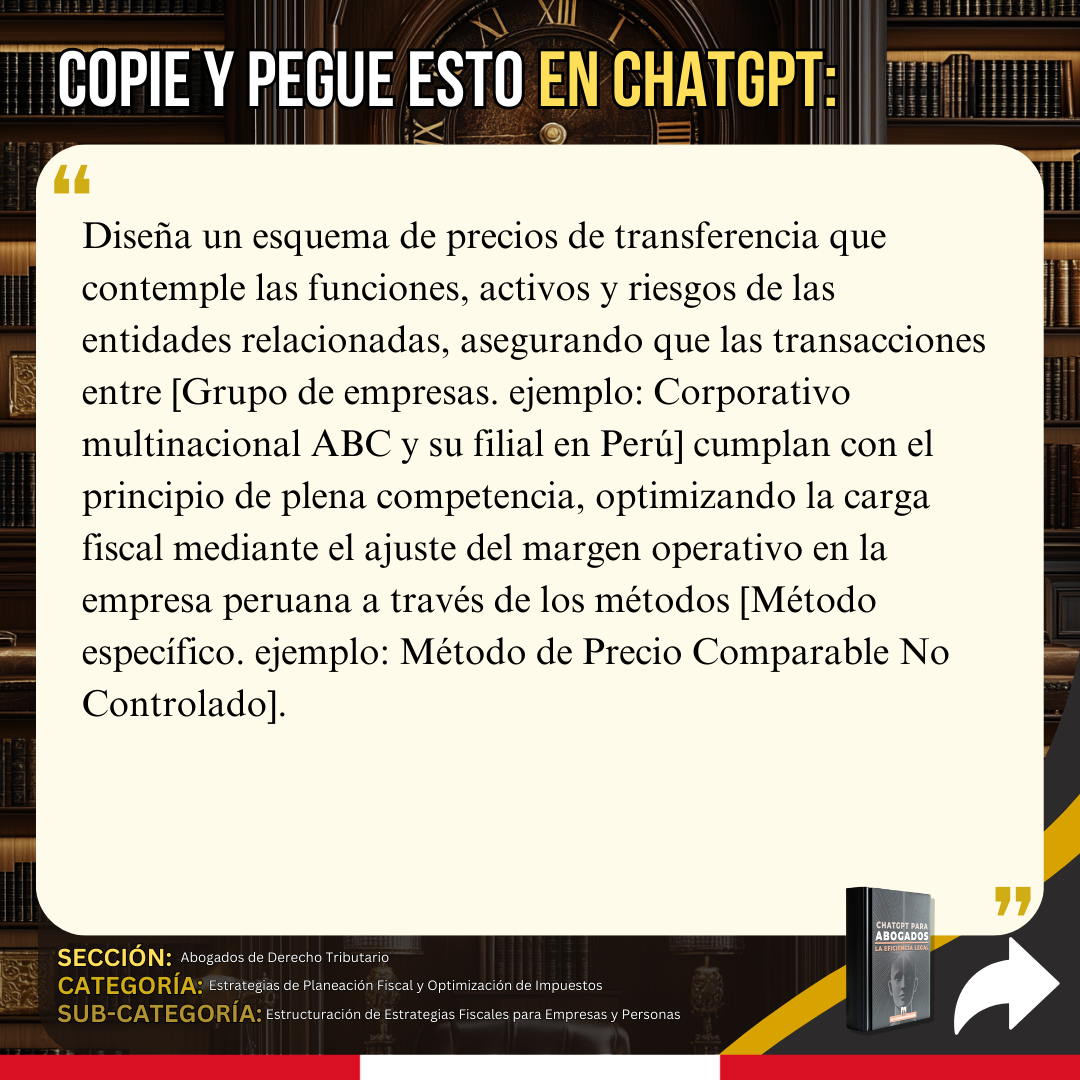 COPIE Y PEGUE ESTO EN CHATGPT:
“
Diseña un esquema de precios de transferencia que
contemple las funciones, activos y riesgos de las
entidades relacionadas, asegurando que las transacciones
entre [Grupo de empresas. ejemplo: Corporativo
multinacional ABC y su filial en Perú] cumplan con el
principio de plena competencia, optimizando la carga
fiscal mediante el ajuste del margen operativo en la
empresa peruana a través de los métodos [Método
específico. ejemplo: Método de Precio Comparable No
Controlado].
”
CHATGPT PARA
ABOGADOS
LA EFICIENCIA LEGAL
SECCIÓN: Abogados de Derecho Tributario
CATEGORÍA: Estrategias de Planeación Fiscal y Optimización de Impuestos
SUB-CATEGORÍA: Estructuración de Estrategias Fiscales para Empresas y Personas